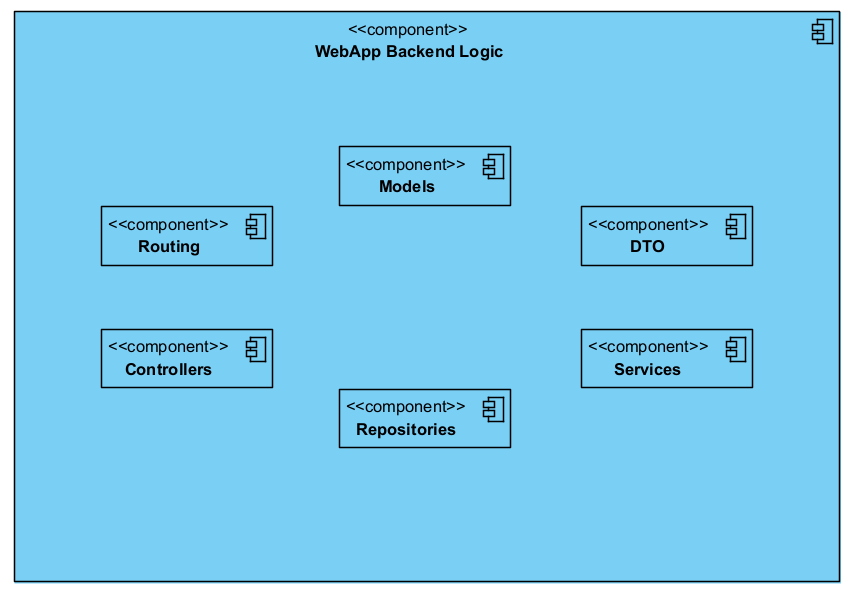 <<component>>
WebApp Backend Logic
<<component>>
Models
<<component>>
Routing
<<component>>
DTO
<<component>>
Controllers
<<component>>
Services
<<component>>
Repositories